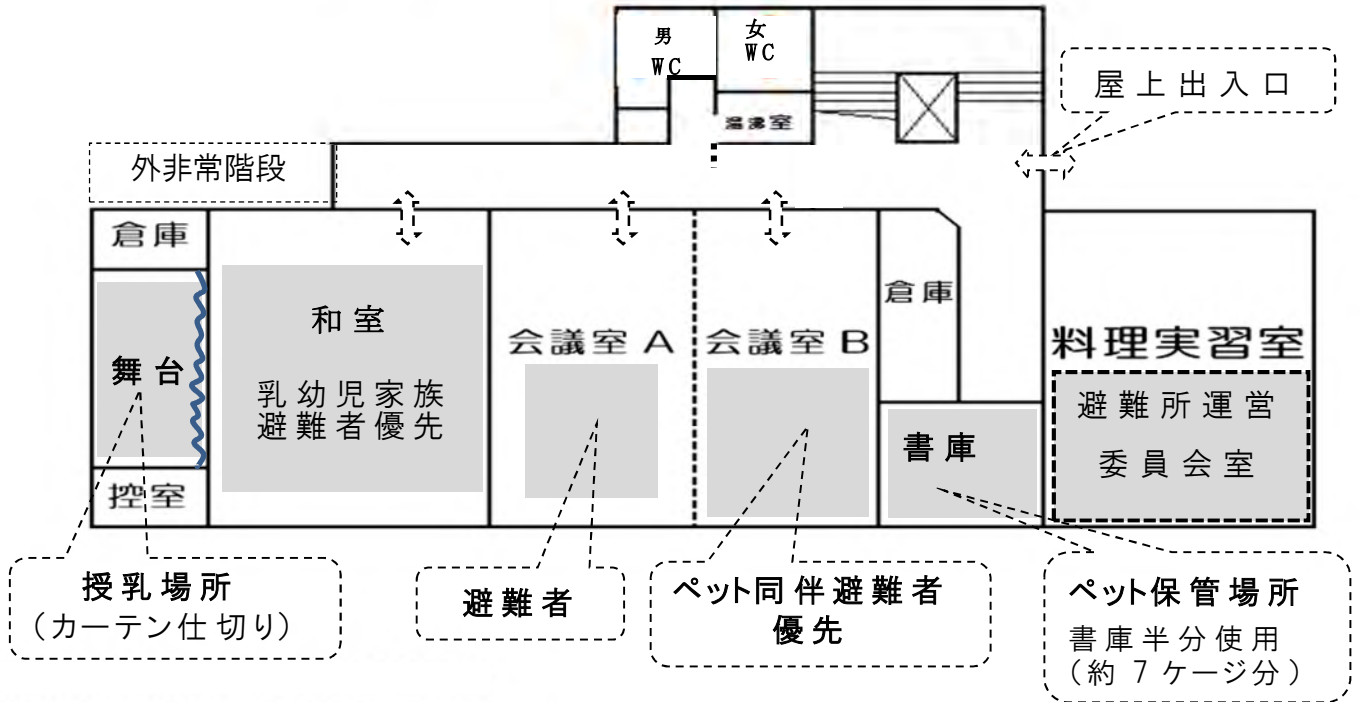 男
WC
女
WC
湯沸室
屋上出入口
外非常階段
倉庫
和室
乳幼児家族
避難者優先
舞台
控室
会議室 A
会議室 B
倉庫
書庫
料理実習室
避難所運営
委員会室
授乳場所
(カーテン仕切り)
避難者
ペット同伴避難者
優先
ペット保管場所
書庫半分使用
(約 7 ケージ分)